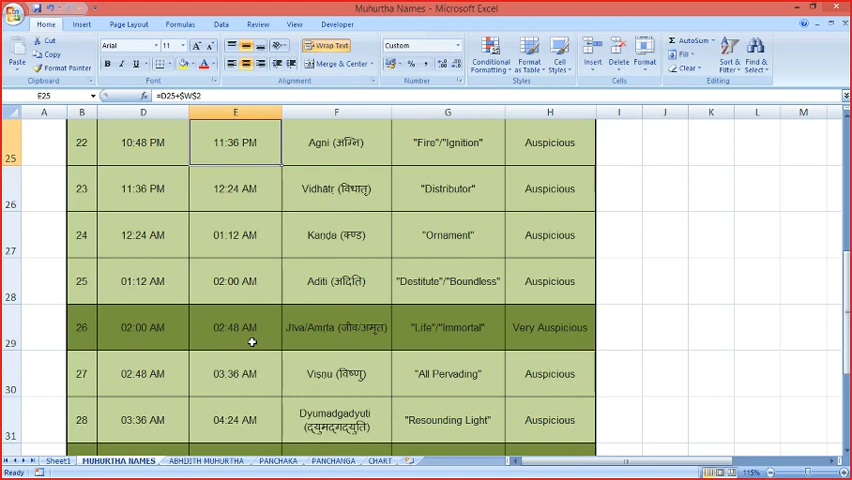 Muhurtha Names - Microsoft Excel
Home Insert Page Layout Formulas Data Review View Developer
Cut
Copy
Paste
Format Painter
Clipboard
Arial 11
Font
Wrap Text
Merge & Center
Alignment
Custom
Number
Conditional Formatting
Format as Table
Cell Styles
Styles
Insert Delete Format
Cells
AutoSum
Fill
Clear
Sort & Filter
Find & Select
Editing
E25 =D25+$W$2
A B D E F G H I J K L M
25 22 10:48 PM 11:36 PM Agni (अग्नि) "Fire"/"Ignition" Auspicious
26 23 11:36 PM 12:24 AM Vidhātṛ (विधातृ) "Distributor" Auspicious
27 24 12:24 AM 01:12 AM Kaṇḍa (क्ण्ड) "Ornament" Auspicious
28 25 01:12 AM 02:00 AM Aditi (अदिति) "Destitute"/"Boundless" Auspicious
29 26 02:00 AM 02:48 AM Jīva/Amṛta (जीव/अमृत) "Life"/"Immortal" Very Auspicious
30 27 02:48 AM 03:36 AM Viṣṇu (विष्णु) "All Pervading" Auspicious
31 28 03:36 AM 04:24 AM Dyumadgadyuti (द्युमद्गद्युति) "Resounding Light" Auspicious
Sheet1 MUHURTHA NAMES ABHIJITH MUHURTHA PANCHAKA PANCHANGA CHART
Ready 115%